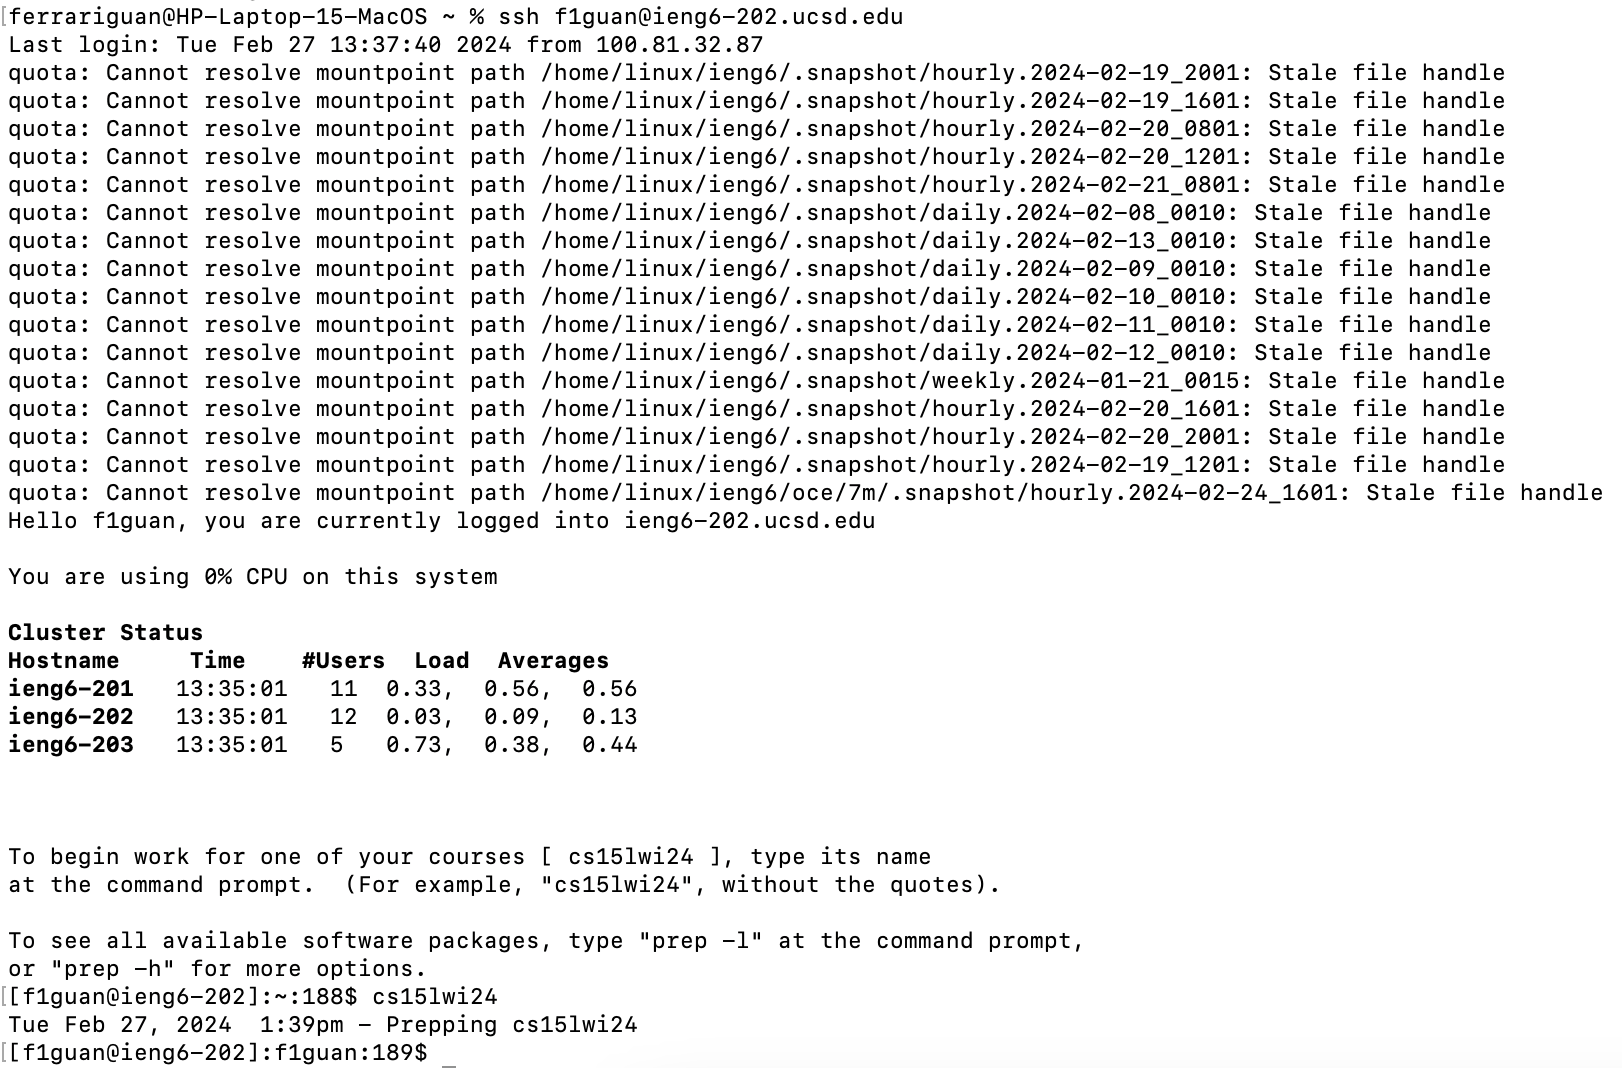 [ferrariguan@HP-Laptop-15-MacOS ~ % ssh f1guan@ieng6-202.ucsd.edu
Last login: Tue Feb 27 13:37:40 2024 from 100.81.32.87
quota: Cannot resolve mountpoint path /home/linux/ieng6/.snapshot/hourly.2024-02-19_2001: Stale file handle
quota: Cannot resolve mountpoint path /home/linux/ieng6/.snapshot/hourly.2024-02-19_1601: Stale file handle
quota: Cannot resolve mountpoint path /home/linux/ieng6/.snapshot/hourly.2024-02-20_0801: Stale file handle
quota: Cannot resolve mountpoint path /home/linux/ieng6/.snapshot/hourly.2024-02-20_1201: Stale file handle
quota: Cannot resolve mountpoint path /home/linux/ieng6/.snapshot/hourly.2024-02-21_0801: Stale file handle
quota: Cannot resolve mountpoint path /home/linux/ieng6/.snapshot/daily.2024-02-08_0010: Stale file handle
quota: Cannot resolve mountpoint path /home/linux/ieng6/.snapshot/daily.2024-02-13_0010: Stale file handle
quota: Cannot resolve mountpoint path /home/linux/ieng6/.snapshot/daily.2024-02-09_0010: Stale file handle
quota: Cannot resolve mountpoint path /home/linux/ieng6/.snapshot/daily.2024-02-10_0010: Stale file handle
quota: Cannot resolve mountpoint path /home/linux/ieng6/.snapshot/daily.2024-02-11_0010: Stale file handle
quota: Cannot resolve mountpoint path /home/linux/ieng6/.snapshot/daily.2024-02-12_0010: Stale file handle
quota: Cannot resolve mountpoint path /home/linux/ieng6/.snapshot/weekly.2024-01-21_0015: Stale file handle
quota: Cannot resolve mountpoint path /home/linux/ieng6/.snapshot/hourly.2024-02-20_1601: Stale file handle
quota: Cannot resolve mountpoint path /home/linux/ieng6/.snapshot/hourly.2024-02-20_2001: Stale file handle
quota: Cannot resolve mountpoint path /home/linux/ieng6/.snapshot/hourly.2024-02-19_1201: Stale file handle
quota: Cannot resolve mountpoint path /home/linux/ieng6/oce/7m/.snapshot/hourly.2024-02-24_1601: Stale file handle
Hello f1guan, you are currently logged into ieng6-202.ucsd.edu
You are using 0% CPU on this system
Cluster Status
Hostname     Time    #Users  Load  Averages
ieng6-201   13:35:01   11  0.33,  0.56,  0.56
ieng6-202   13:35:01   12  0.03,  0.09,  0.13
ieng6-203   13:35:01   5   0.73,  0.38,  0.44
To begin work for one of your courses [ cs15lwi24 ], type its name
at the command prompt.  (For example, "cs15lwi24", without the quotes).
To see all available software packages, type "prep -l" at the command prompt,
or "prep -h" for more options.
[[f1guan@ieng6-202]:~:188$ cs15lwi24
Tue Feb 27, 2024  1:39pm - Prepping cs15lwi24
[[f1guan@ieng6-202]:f1guan:189$